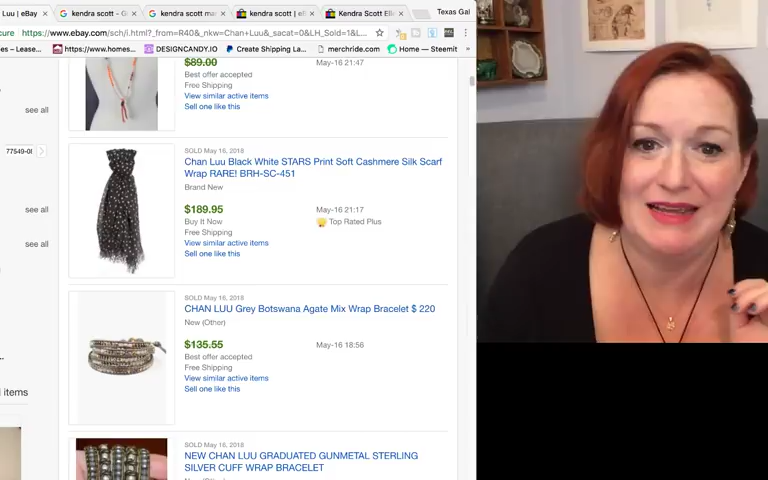 Luu | eBay
kendra scott - G
kendra scott mar
kendra scott | eB
Kendra Scott Elle
Texas Gal
cure
https://www.ebay.com/sch/i.html?_from=R40&_nkw=Chan+Luu&_sacat=0&LH_Sold=1&L...
es – Lease...
https://www.homes...
DESIGNCANDY.IO
Create Shipping La...
merchride.com
Home — Steemit
»
see all
77549-08
see all
see all
...
d items
$89.00
May-16 21:47
Best offer accepted
Free Shipping
View similar active items
Sell one like this
SOLD May 16, 2018
Chan Luu Black White STARS Print Soft Cashmere Silk Scarf
Wrap RARE! BRH-SC-451
Brand New
$189.95
May-16 21:17
Buy It Now
Top Rated Plus
Free Shipping
View similar active items
Sell one like this
SOLD May 16, 2018
CHAN LUU Grey Botswana Agate Mix Wrap Bracelet $ 220
New (Other)
$135.55
May-16 18:56
Best offer accepted
Free Shipping
View similar active items
Sell one like this
SOLD May 16, 2018
NEW CHAN LUU GRADUATED GUNMETAL STERLING
SILVER CUFF WRAP BRACELET